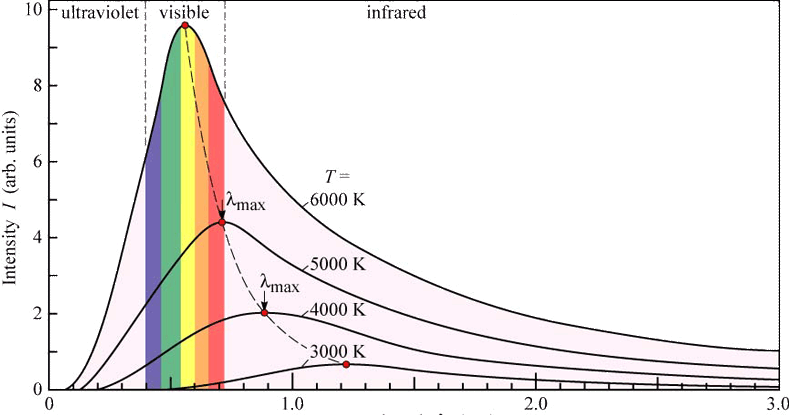 10
ultraviolet
visible
infrared
8
6
4
2
0
Intensity I (arb. units)
T =
6000 K
λmax
5000 K
λmax
4000 K
3000 K
0
1.0
2.0
3.0